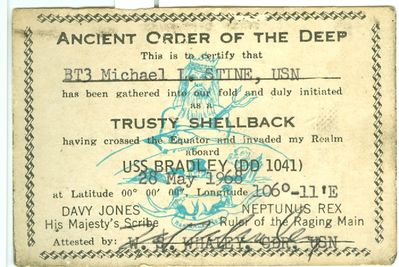 ANCIENT ORDER OF THE DEEP
This is to certify that
BT3 Michael L. STINE, USN
has been gathered into our fold and duly initiated
as a
TRUSTY SHELLBACK
having crossed the Equator and invaded my Realm
aboard
USS BRADLEY (DD 1041)
28 May 1968
at Latitude 00° 00' 00", Longitude 106°-11'E
DAVY JONES NEPTUNUS REX
His Majesty's Scribe Ruler of the Raging Main
Attested by: WHALEY, CDR, USN